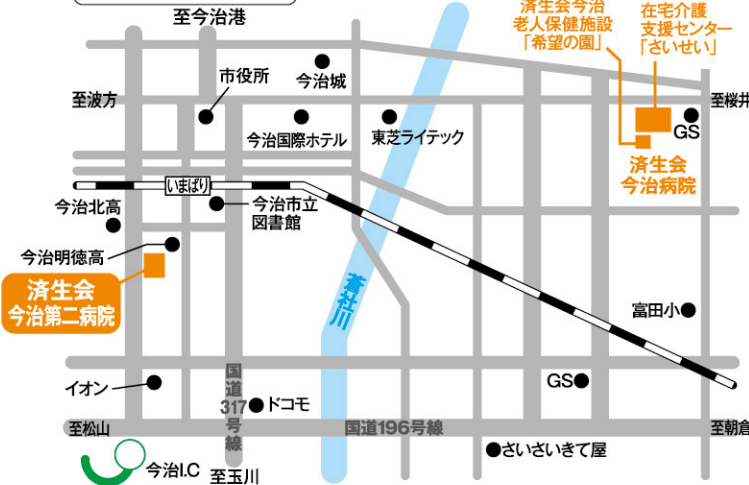 至今治港
済生会今治
老人保健施設
「希望の園」
在宅介護
支援センター
「さいせい」
市役所
今治城
至波方
至桜井
今治国際ホテル
東芝ライテック
GS
済生会
今治病院
いまばり
今治北高
今治市立
図書館
今治明徳高
済生会
今治第二病院
蒼社川
富田小
イオン
国道317号線
ドコモ
GS
至松山
国道196号線
至朝倉
さいさいきて屋
今治I.C
至玉川